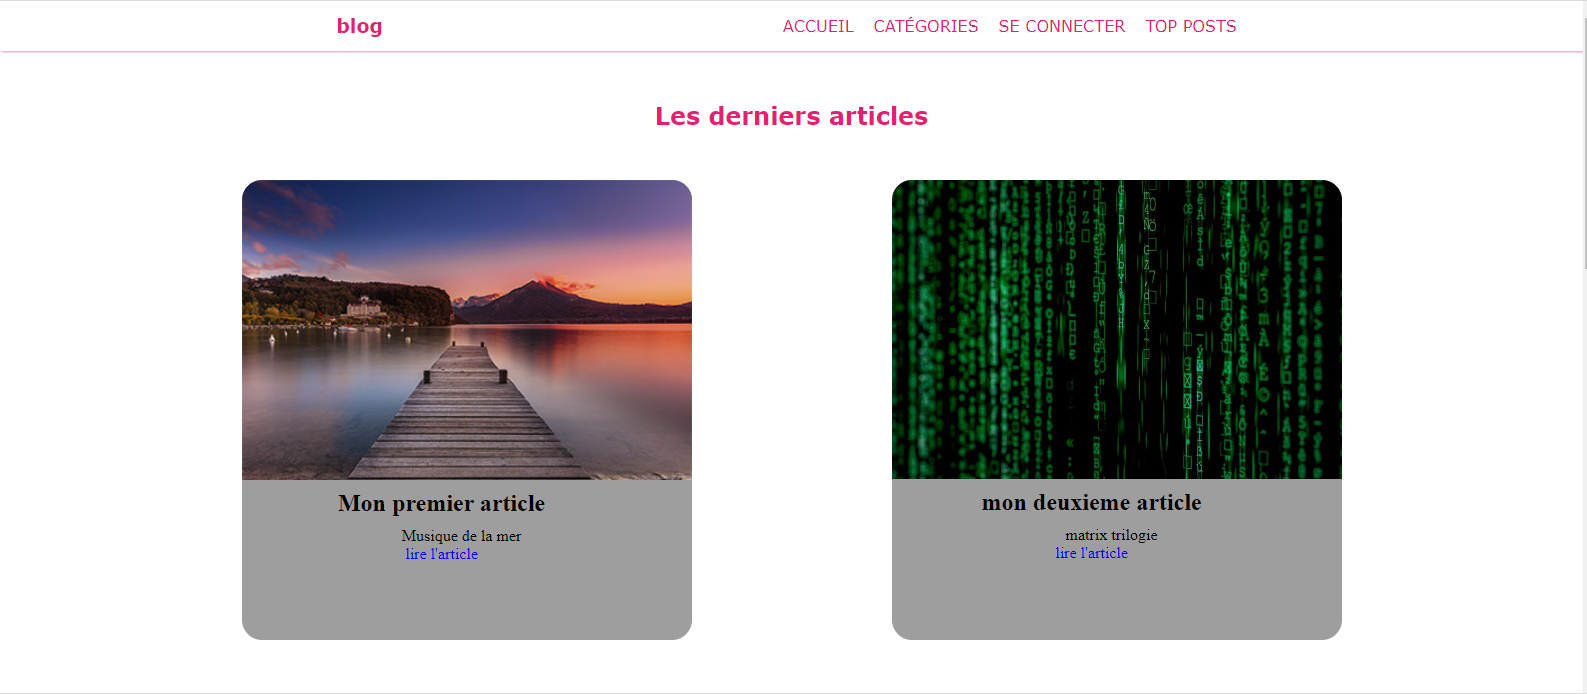 blog
ACCUEIL CATÉGORIES SE CONNECTER TOP POSTS
Les derniers articles
Mon premier article
Musique de la mer
lire l'article
mon deuxieme article
matrix trilogie
lire l'article